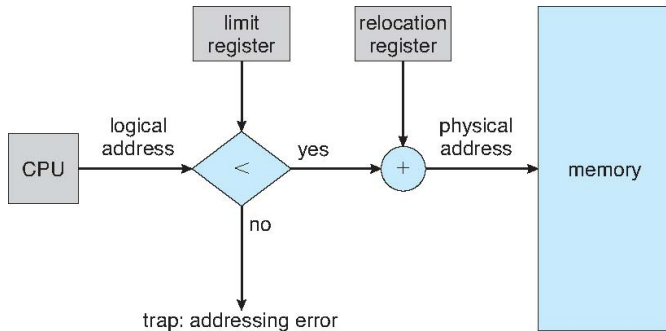 limit
register
relocation
register
logical
address
physical
address
CPU
<
yes
+
memory
no
trap: addressing error